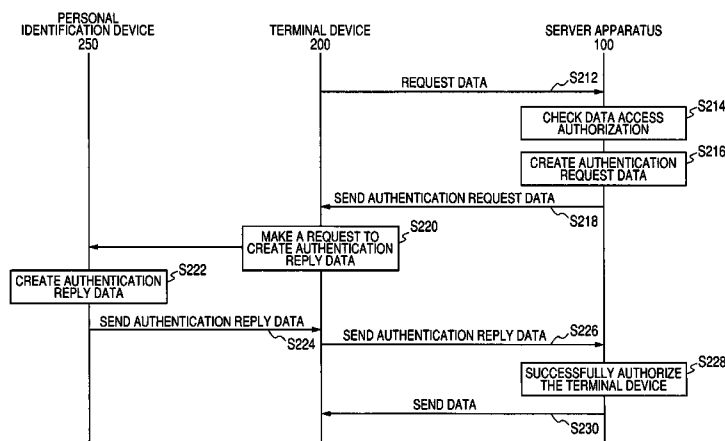 PERSONAL
IDENTIFICATION DEVICE
250
TERMINAL DEVICE
200
SERVER APPARATUS
100
REQUEST DATA
S212
S214
CHECK DATA ACCESS
AUTHORIZATION
S216
CREATE AUTHENTICATION
REQUEST DATA
SEND AUTHENTICATION REQUEST DATA
S218
S220
MAKE A REQUEST TO
CREATE AUTHENTICATION
REPLY DATA
S222
CREATE AUTHENTICATION
REPLY DATA
SEND AUTHENTICATION REPLY DATA
S224
SEND AUTHENTICATION REPLY DATA
S226
S228
SUCCESSFULLY AUTHORIZE
THE TERMINAL DEVICE
SEND DATA
S230